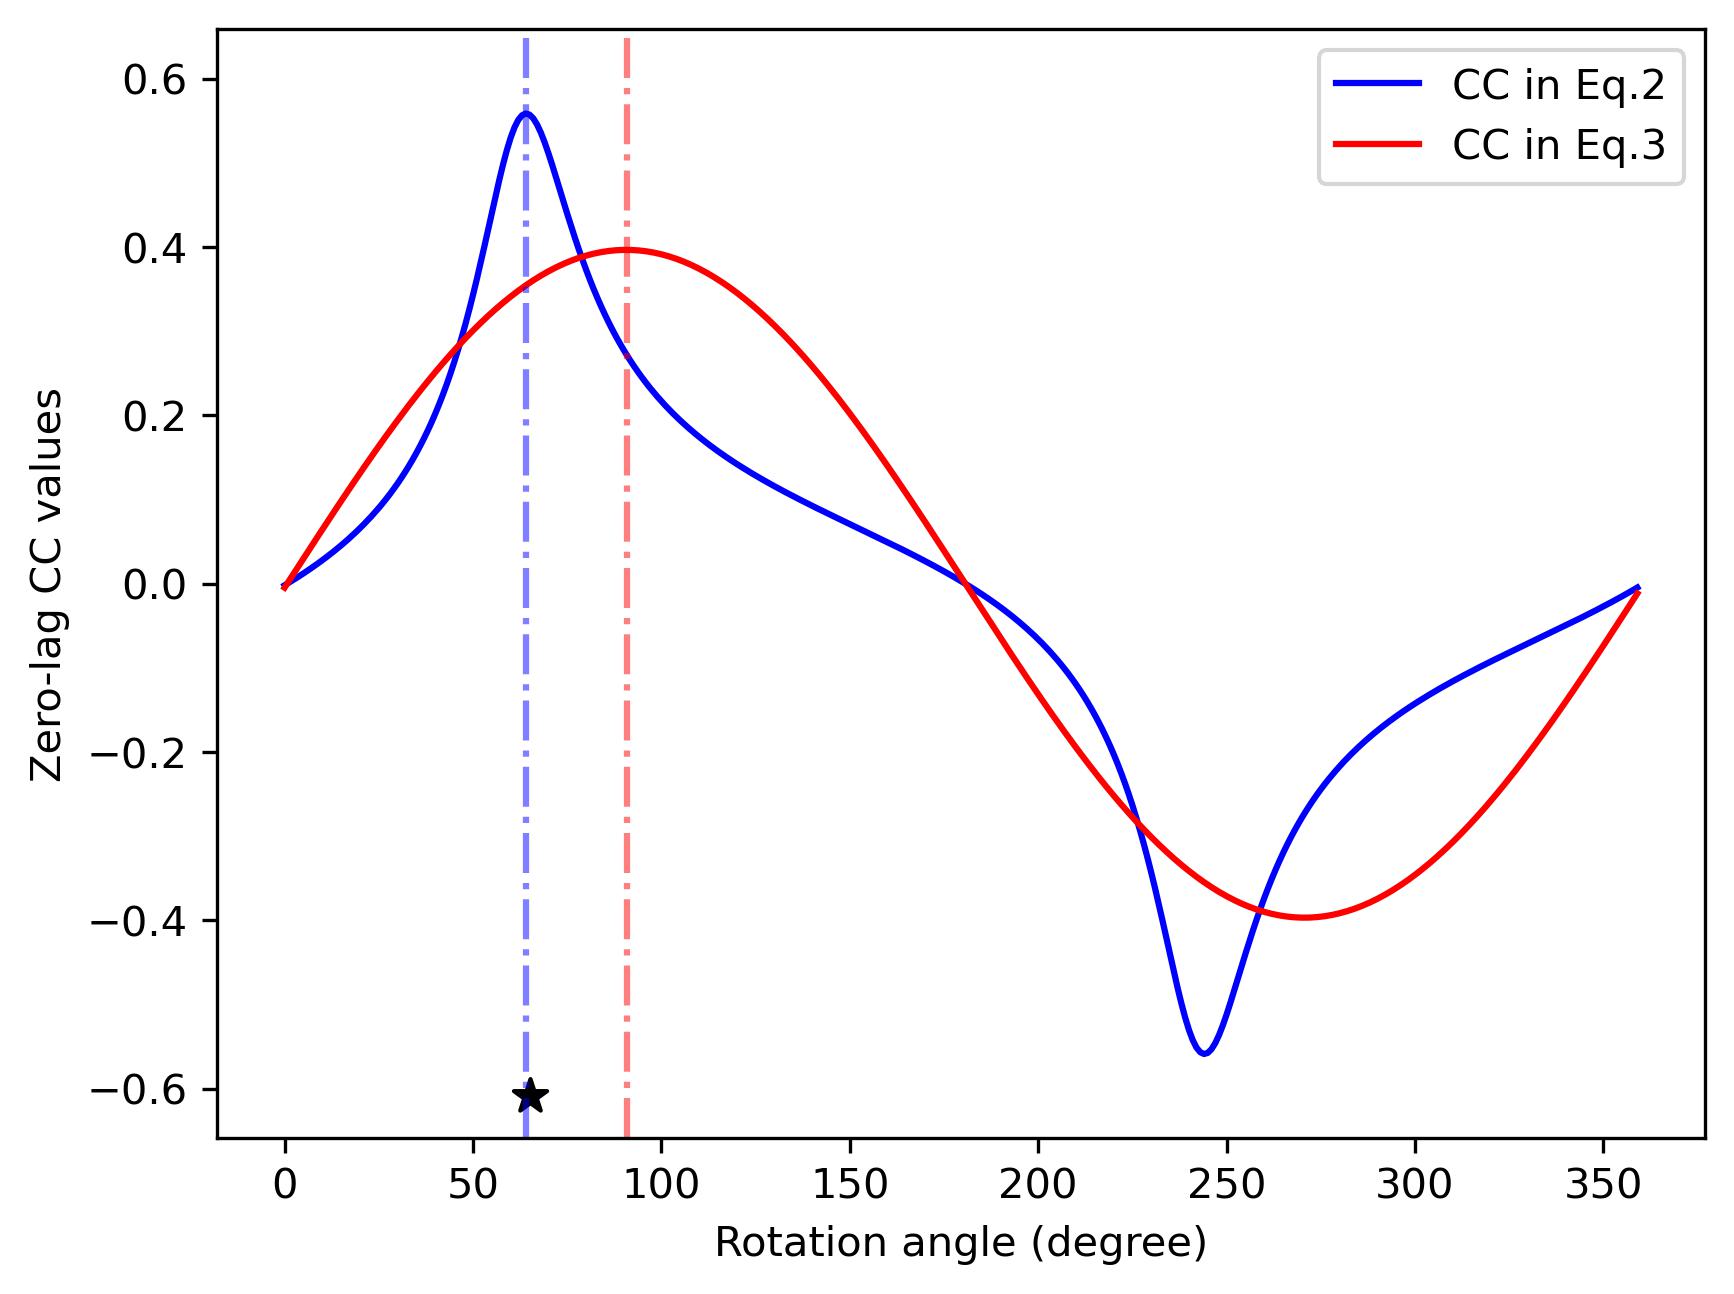 CC in Eq.2
CC in Eq.3
Zero-lag CC values
0.6
0.4
0.2
0.0
−0.2
−0.4
−0.6
0 50 100 150 200 250 300 350
Rotation angle (degree)